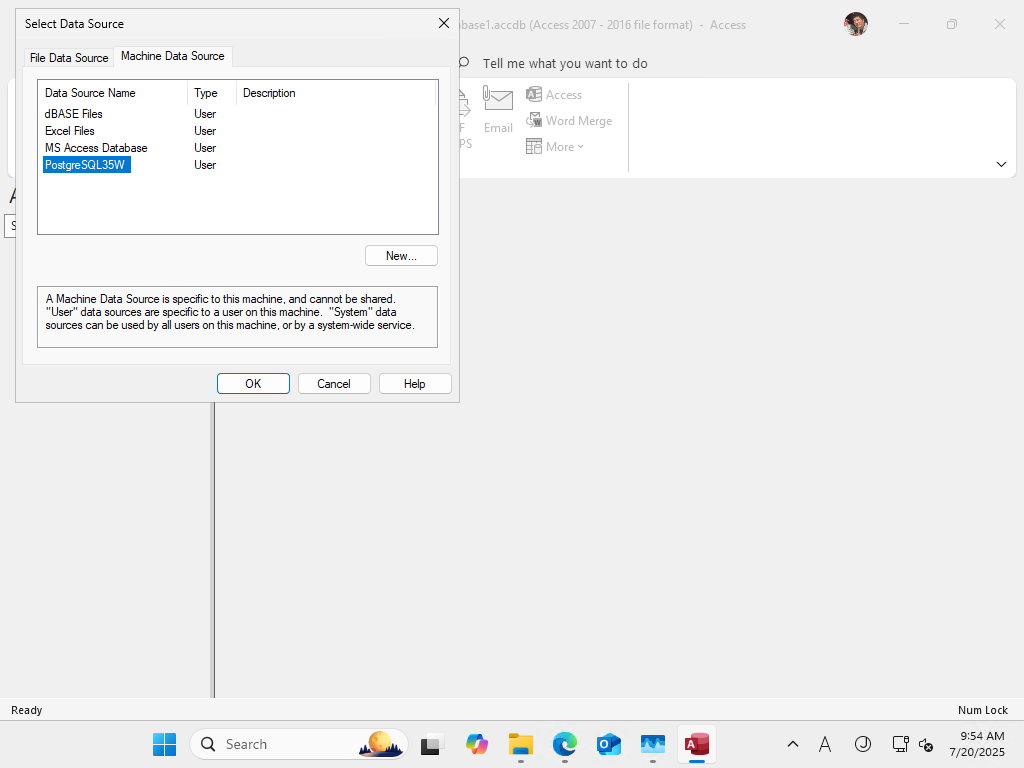 Select Data Source
base1.accdb (Access 2007 - 2016 file format)  -  Access
File Data Source
Machine Data Source
Tell me what you want to do
Data Source Name
Type
Description
dBASE Files
User
Excel Files
User
MS Access Database
User
PostgreSQL35W
User
Email
Access
Word Merge
More
New...
A Machine Data Source is specific to this machine, and cannot be shared.
"User" data sources are specific to a user on this machine.  "System" data
sources can be used by all users on this machine, or by a system-wide service.
OK
Cancel
Help
Ready
Num Lock
Search
9:54 AM
7/20/2025